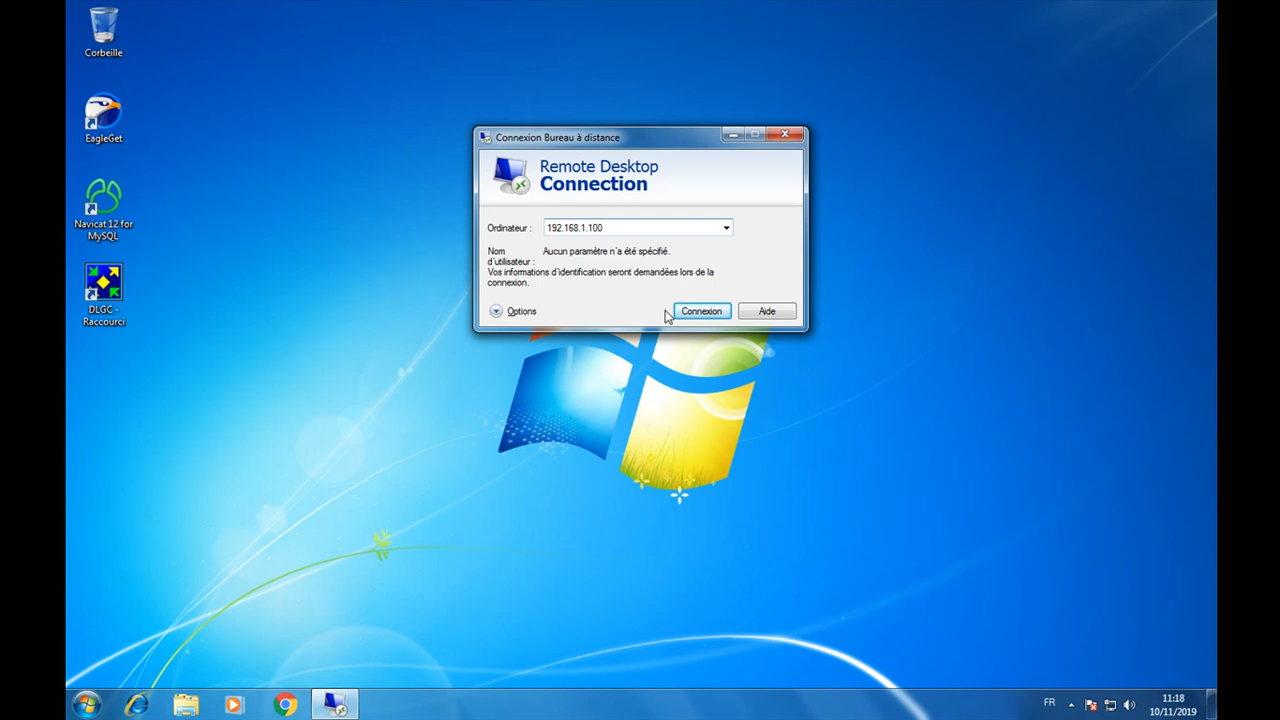 Corbeille
EagleGet
Navicat 12 for
MySQL
DLGC -
Raccourci
Connexion Bureau à distance
Remote Desktop
Connection
Ordinateur :
192.168.1.100
Nom
d'utilisateur :
Aucun paramètre n'a été spécifié.
Vos informations d'identification seront demandées lors de la
connexion.
Options
Connexion
Aide
FR
11:18
10/11/2019